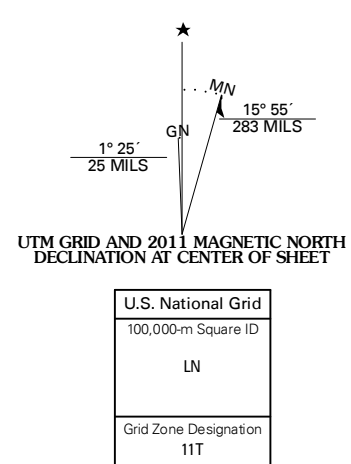 MN
15° 55´
283 MILS
GN
1° 25´
25 MILS
UTM GRID AND 2011 MAGNETIC NORTH
DECLINATION AT CENTER OF SHEET
U.S. National Grid
100,000-m Square ID
LN
Grid Zone Designation
11T